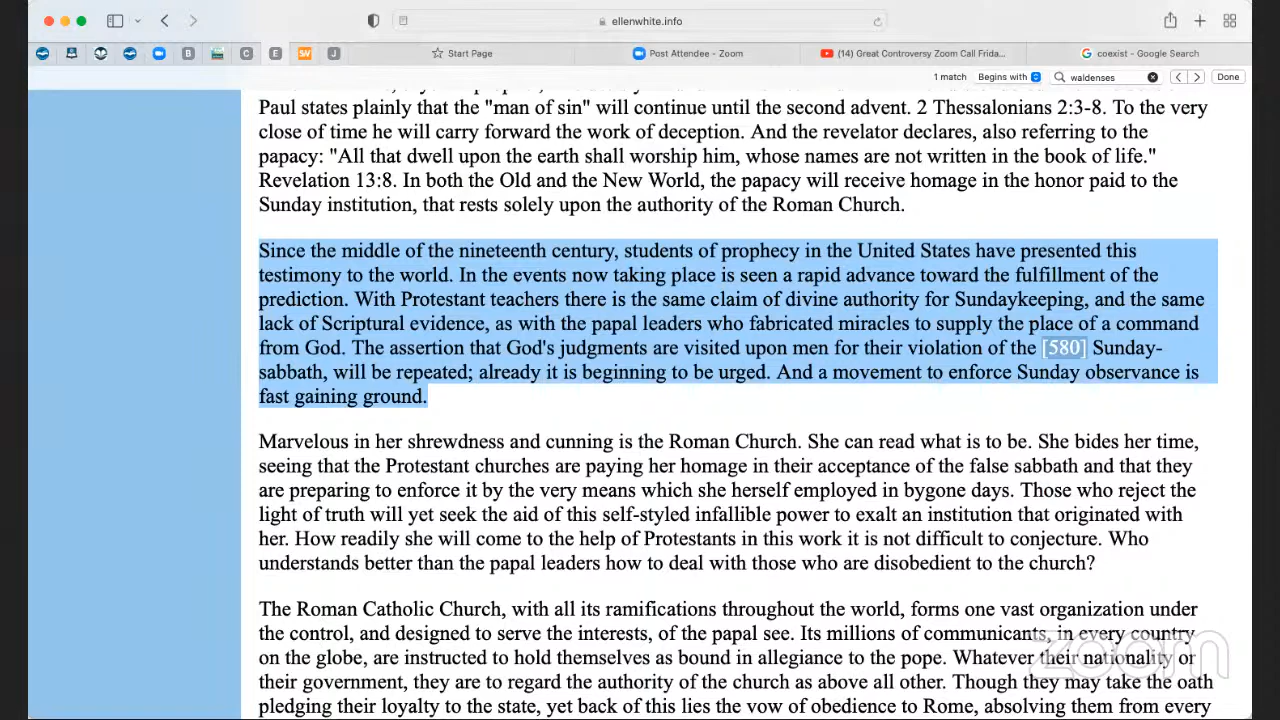 ellenwhite.info
B
C
E
SW
J
Start Page
Post Attendee - Zoom
(14) Great Controversy Zoom Call Frida...
coexist - Google Search
1 match
Begins with
waldenses
Done
Paul states plainly that the "man of sin" will continue until the second advent. 2 Thessalonians 2:3-8. To the very
close of time he will carry forward the work of deception. And the revelator declares, also referring to the
papacy: "All that dwell upon the earth shall worship him, whose names are not written in the book of life."
Revelation 13:8. In both the Old and the New World, the papacy will receive homage in the honor paid to the
Sunday institution, that rests solely upon the authority of the Roman Church.
Since the middle of the nineteenth century, students of prophecy in the United States have presented this
testimony to the world. In the events now taking place is seen a rapid advance toward the fulfillment of the
prediction. With Protestant teachers there is the same claim of divine authority for Sundaykeeping, and the same
lack of Scriptural evidence, as with the papal leaders who fabricated miracles to supply the place of a command
from God. The assertion that God's judgments are visited upon men for their violation of the [580] Sunday-
sabbath, will be repeated; already it is beginning to be urged. And a movement to enforce Sunday observance is
fast gaining ground.
Marvelous in her shrewdness and cunning is the Roman Church. She can read what is to be. She bides her time,
seeing that the Protestant churches are paying her homage in their acceptance of the false sabbath and that they
are preparing to enforce it by the very means which she herself employed in bygone days. Those who reject the
light of truth will yet seek the aid of this self-styled infallible power to exalt an institution that originated with
her. How readily she will come to the help of Protestants in this work it is not difficult to conjecture. Who
understands better than the papal leaders how to deal with those who are disobedient to the church?
The Roman Catholic Church, with all its ramifications throughout the world, forms one vast organization under
the control, and designed to serve the interests, of the papal see. Its millions of communicants, in every country
on the globe, are instructed to hold themselves as bound in allegiance to the pope. Whatever their nationality or
their government, they are to regard the authority of the church as above all other. Though they may take the oath
pledging their loyalty to the state, yet back of this lies the vow of obedience to Rome, absolving them from every
zoom